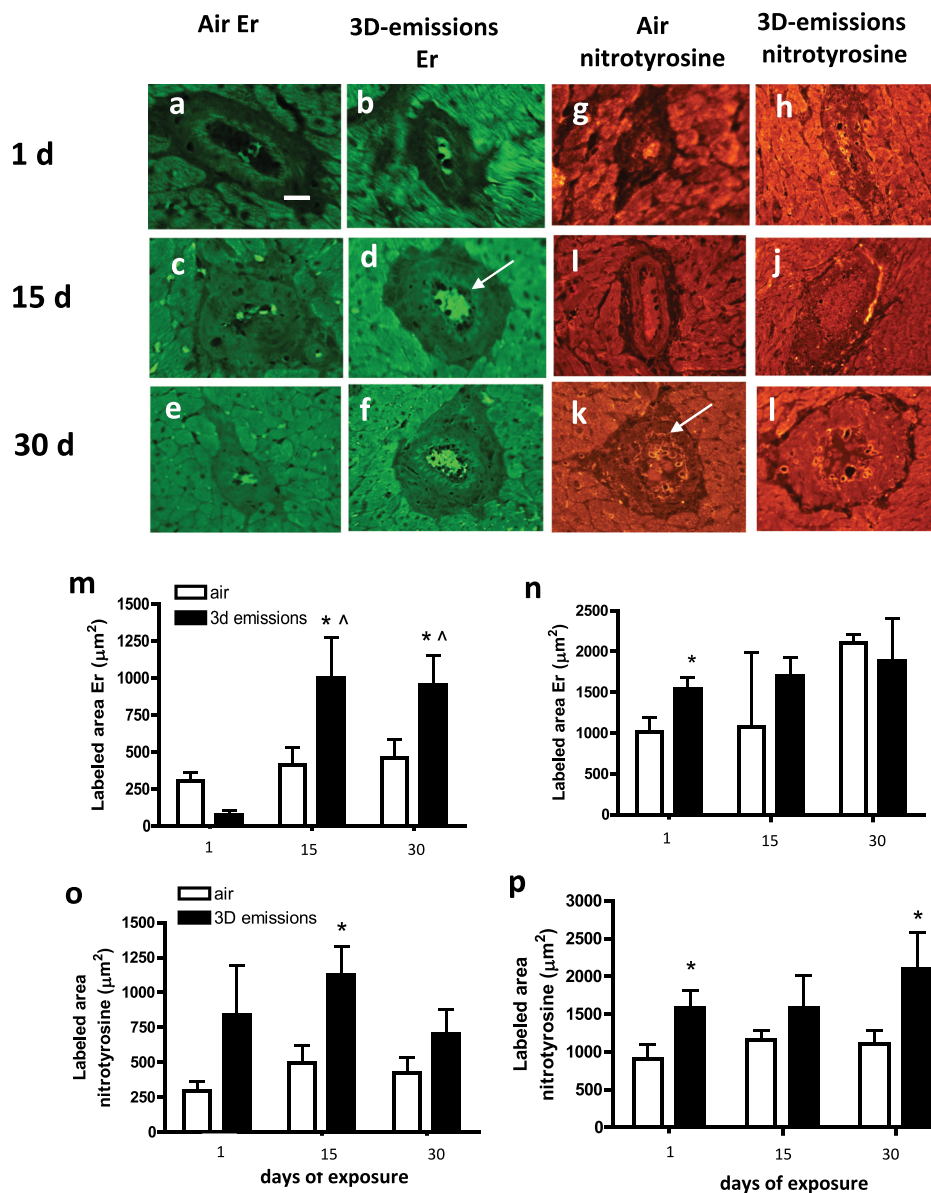 Air Er
3D-emissions
Er
Air
nitrotyrosine
3D-emissions
nitrotyrosine
1 d
a
b
g
h
15 d
c
d
I
j
30 d
e
f
k
l
m
air
3d emissions
Labeled area Er (μm²)
1500
1250
1000
750
500
250
0
* ^
* ^
1
15
30
n
Labeled area Er (μm²)
2500
2000
1500
1000
500
0
*
1
15
30
o
air
3D emissions
Labeled area
nitrotyrosine (μm²)
1500
1250
1000
750
500
250
0
*
1
15
30
days of exposure
p
Labeled area
nitrotyrosine (μm²)
3000
2500
2000
1500
1000
500
0
*
*
1
15
30
days of exposure